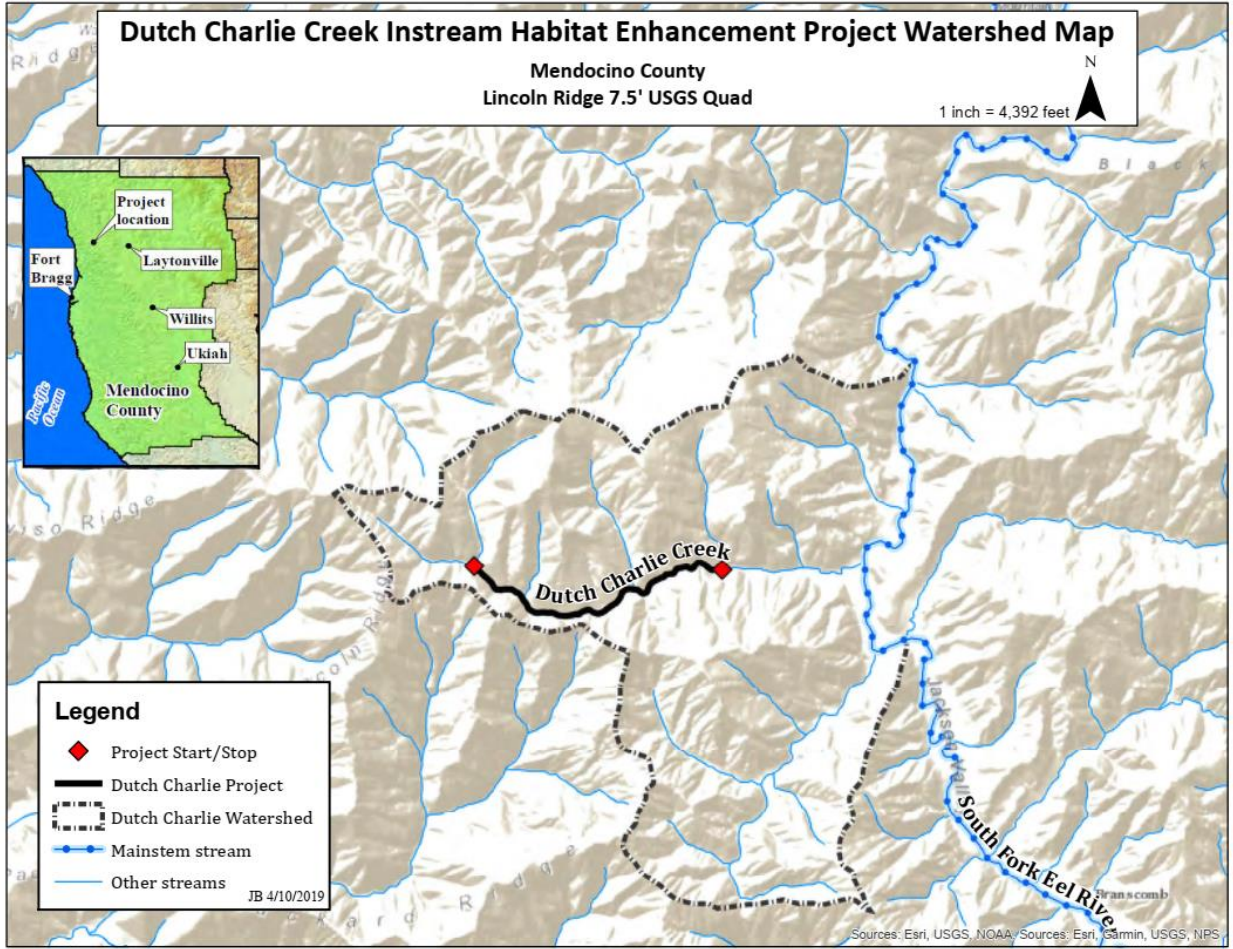 Dutch Charlie Creek Instream Habitat Enhancement Project Watershed Map
Mendocino County
Lincoln Ridge 7.5' USGS Quad
N
1 inch = 4,392 feet
Ridge
Black
Project
location
Fort
Bragg
Laytonville
Willits
Ukiah
Pacific
Ocean
Mendocino
County
Ridge
Dutch Charlie Creek
Ridge
Legend
Project Start/Stop
Dutch Charlie Project
Dutch Charlie Watershed
Mainstem stream
Other streams
JB 4/10/2019
Ridge
Jackson
South Fork Eel River
Branscomb
Sources: Esri, USGS, NOAA, Sources: Esri, Garmin, USGS, NPS